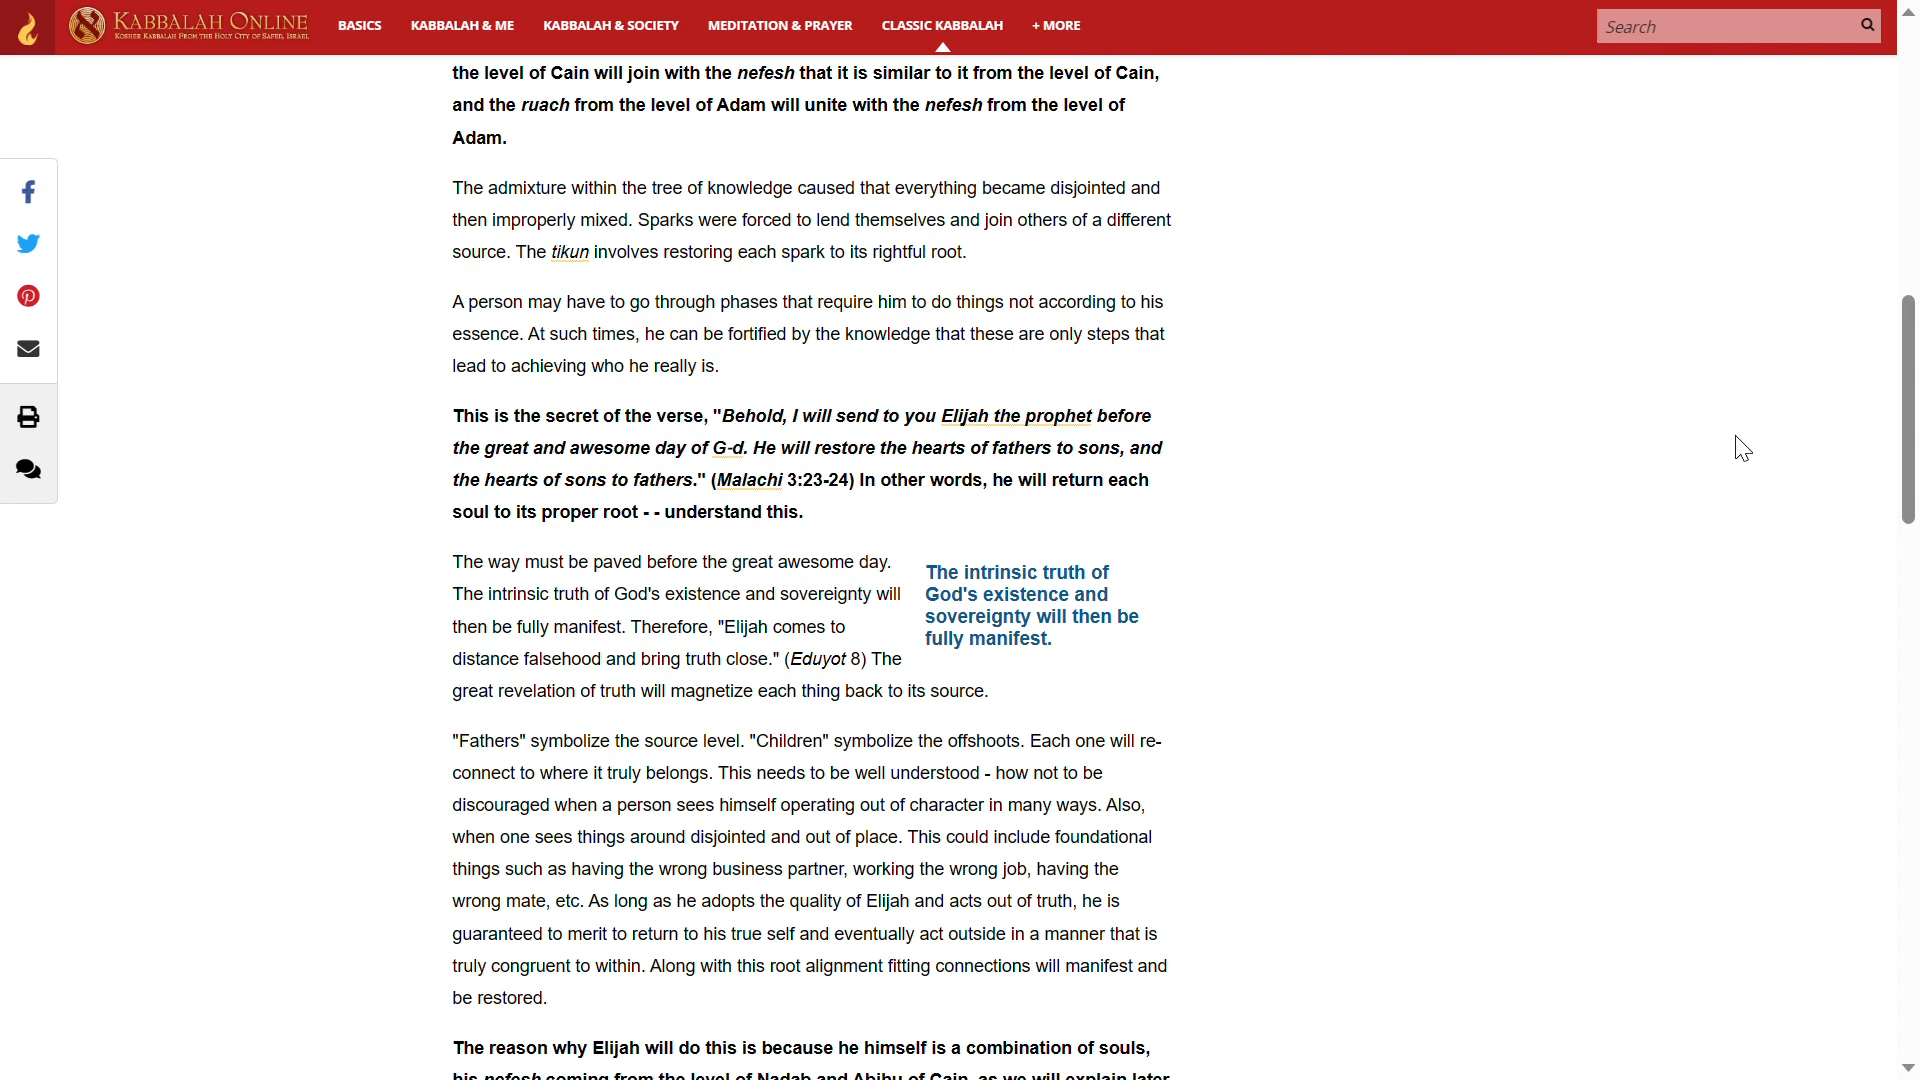 KABBALAH ONLINE
KOSHER KABBALAH FROM THE HOLY CITY OF SAFED, ISRAEL
BASICS KABBALAH & ME KABBALAH & SOCIETY MEDITATION & PRAYER CLASSIC KABBALAH + MORE
Search
the level of Cain will join with the nefesh that it is similar to it from the level of Cain,
and the ruach from the level of Adam will unite with the nefesh from the level of
Adam.
The admixture within the tree of knowledge caused that everything became disjointed and
then improperly mixed. Sparks were forced to lend themselves and join others of a different
source. The tikun involves restoring each spark to its rightful root.
A person may have to go through phases that require him to do things not according to his
essence. At such times, he can be fortified by the knowledge that these are only steps that
lead to achieving who he really is.
This is the secret of the verse, "Behold, I will send to you Elijah the prophet before
the great and awesome day of G-d. He will restore the hearts of fathers to sons, and
the hearts of sons to fathers." (Malachi 3:23-24) In other words, he will return each
soul to its proper root - - understand this.
The way must be paved before the great awesome day.
The intrinsic truth of God's existence and sovereignty will
then be fully manifest. Therefore, "Elijah comes to
distance falsehood and bring truth close." (Eduyot 8) The
great revelation of truth will magnetize each thing back to its source.
The intrinsic truth of
God's existence and
sovereignty will then be
fully manifest.
"Fathers" symbolize the source level. "Children" symbolize the offshoots. Each one will re-
connect to where it truly belongs. This needs to be well understood - how not to be
discouraged when a person sees himself operating out of character in many ways. Also,
when one sees things around disjointed and out of place. This could include foundational
things such as having the wrong business partner, working the wrong job, having the
wrong mate, etc. As long as he adopts the quality of Elijah and acts out of truth, he is
guaranteed to merit to return to his true self and eventually act outside in a manner that is
truly congruent to within. Along with this root alignment fitting connections will manifest and
be restored.
The reason why Elijah will do this is because he himself is a combination of souls,
his nefesh coming from the level of Nadab and Abihu of Cain, as we will explain later